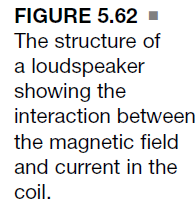 FIGURE 5.62 ■
The structure of
a loudspeaker
showing the
interaction between
the magnetic field
and current in the
coil.